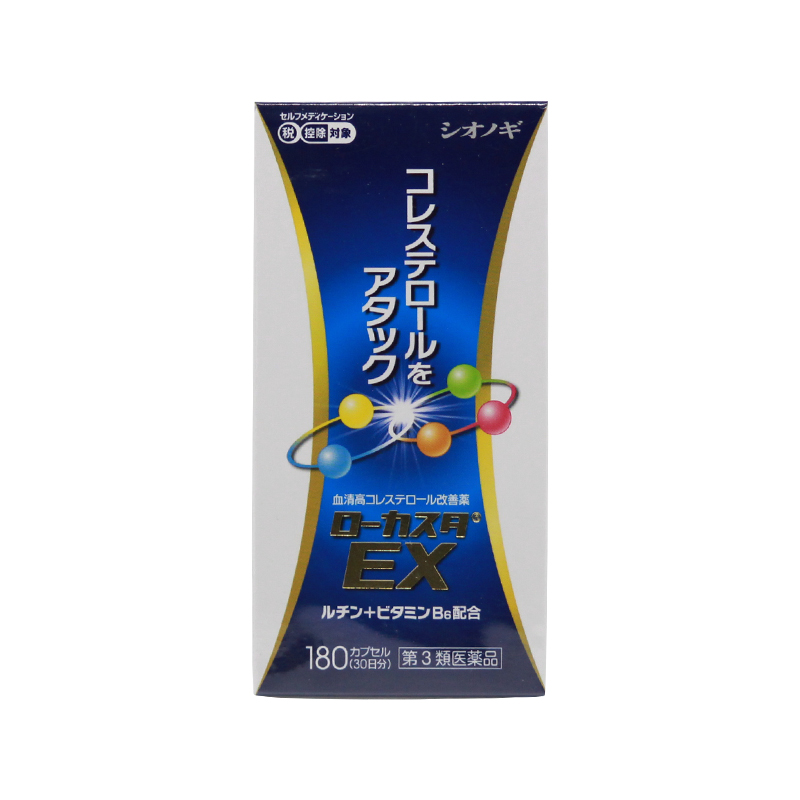 セルフメディケーション
税 控除 対象
シオノギ
コレステロールを
アタック
血清高コレステロール改善薬
ローカスタ®
EX
ルチン+ビタミンB6配合
180カプセル(30日分) 第3類医薬品